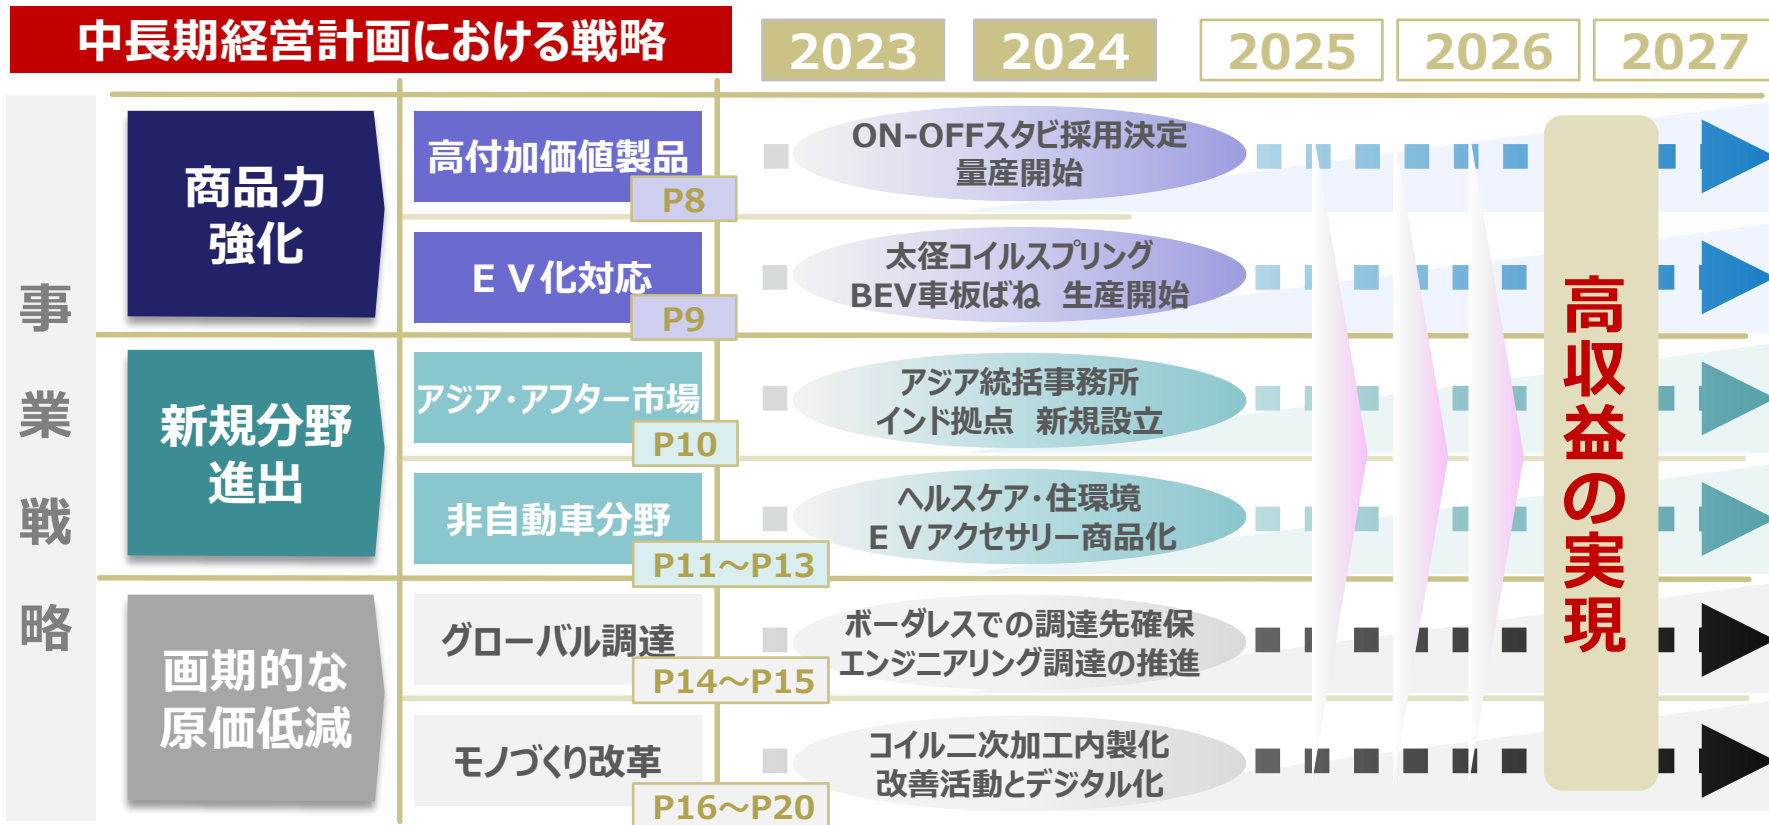 中長期経営計画における戦略
2023
2024
2025
2026
2027
事業戦略
商品力
強化
高付加価値製品
P8
ON-OFFスタビ採用決定
量産開始
ＥＶ化対応
P9
太径コイルスプリング
BEV車板ばね　生産開始
新規分野
進出
アジア・アフター市場
P10
アジア統括事務所
インド拠点　新規設立
非自動車分野
P11～P13
ヘルスケア・住環境
ＥＶアクセサリー商品化
画期的な
原価低減
グローバル調達
P14～P15
ボーダレスでの調達先確保
エンジニアリング調達の推進
モノづくり改革
P16～P20
コイル二次加工内製化
改善活動とデジタル化
高収益の実現